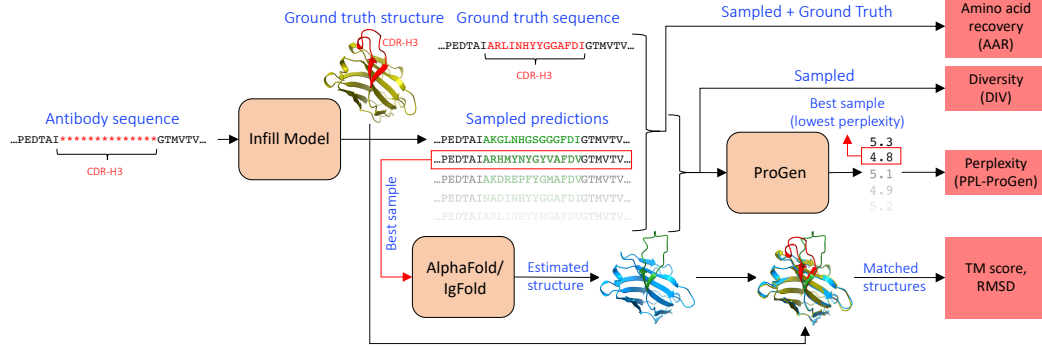 Ground truth structure
CDR-H3
Ground truth sequence
…PEDTAIARLINHYYGGAFDIGTMVTV…
CDR-H3
Sampled + Ground Truth
Amino acid
recovery
(AAR)
Sampled
Diversity
(DIV)
Antibody sequence
…PEDTAI**************GTMVTV…
CDR-H3
Infill Model
Sampled predictions
…PEDTAIAKGLNHGSGGGFDIGTMVTV…
…PEDTAIARHMYNYGYVAFDVGTMVTV…
…PEDTAIAKDREPFYGMAFDVGTMVTV…
…PEDTAINADINHYYGGAFDIGTMVTV…
…PEDTAIARLINHYYNGAFDIGTMVTV…
Best sample
ProGen
Best sample
(lowest perplexity)
5.3
4.8
5.1
4.9
5.2
Perplexity
(PPL-ProGen)
AlphaFold/
IgFold
Estimated
structure
Matched
structures
TM score,
RMSD